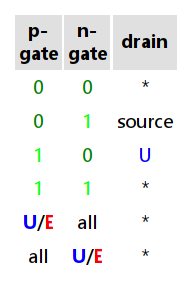 p-gate n-gate drain
0 0 *
0 1 source
1 0 U
1 1 *
U/E all *
all U/E *